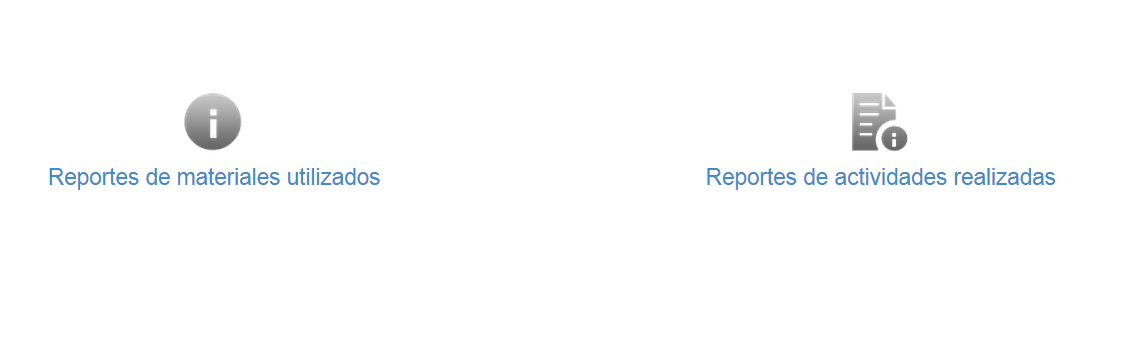 Reportes de materiales utilizados
Reportes de actividades realizadas